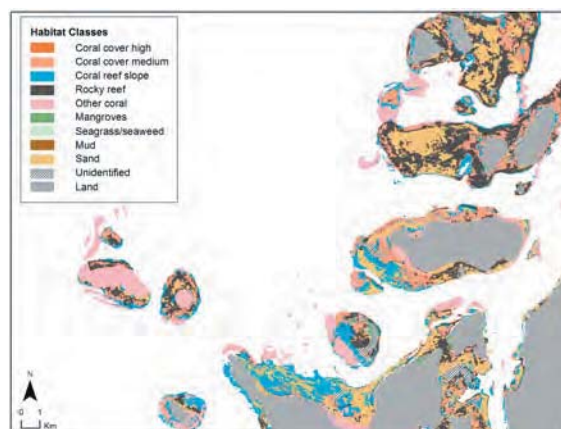 Habitat Classes
Coral cover high
Coral cover medium
Coral reef slope
Rocky reef
Other coral
Mangroves
Seagrass/seaweed
Mud
Sand
Unidentified
Land
N
0 1
Km